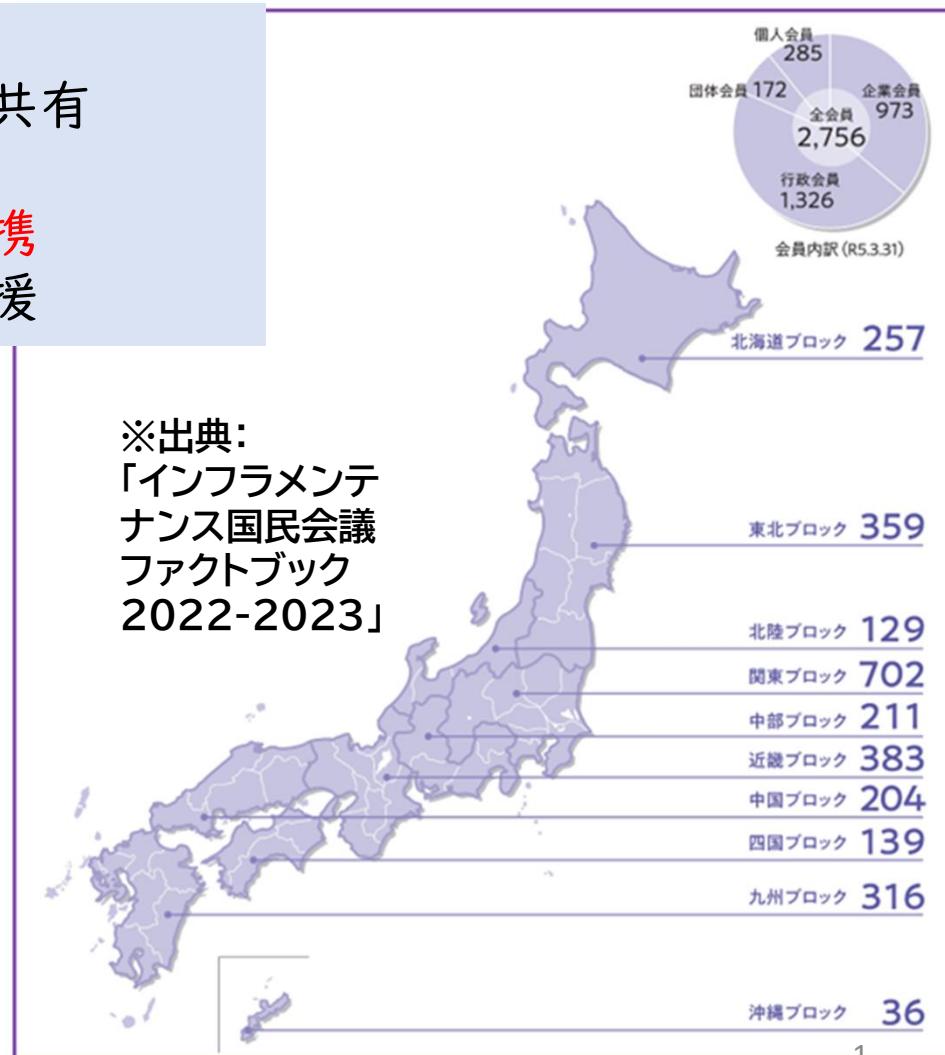 共有
携
援
個人会員
285
団体会員 172
企業会員
973
全会員
2,756
行政会員
1,326
会員内訳(R5.3.31)
北海道ブロック 257
※出典:
「インフラメンテ
ナンス国民会議
ファクトブック
2022-2023」
東北ブロック 359
北陸ブロック 129
関東ブロック 702
中部ブロック 211
近畿ブロック 383
中国ブロック 204
四国ブロック 139
九州ブロック 316
沖縄ブロック 36